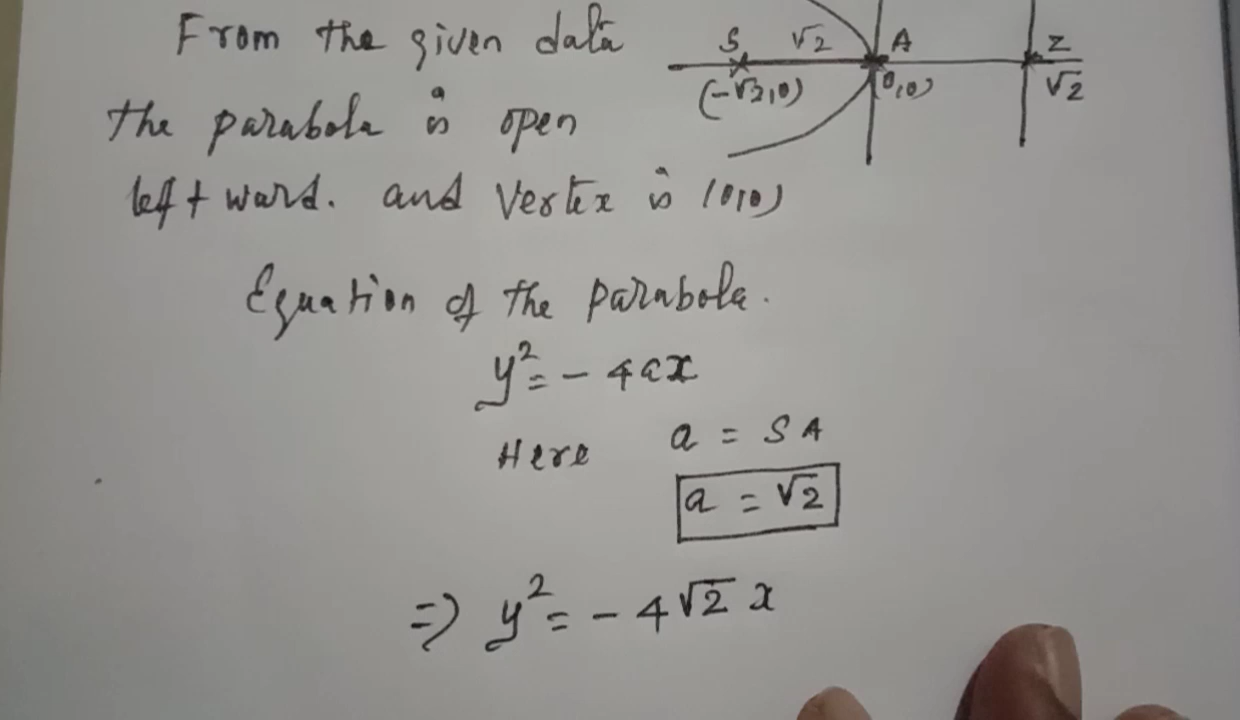 From the given data
S √2 A Z
(-√2,0) (0,0) √2
the parabola is open
left ward. and Vertex is (0,0)
Equation of the parabola.
y² = - 4ax
Here a = SA
a = √2
=> y² = - 4√2 x